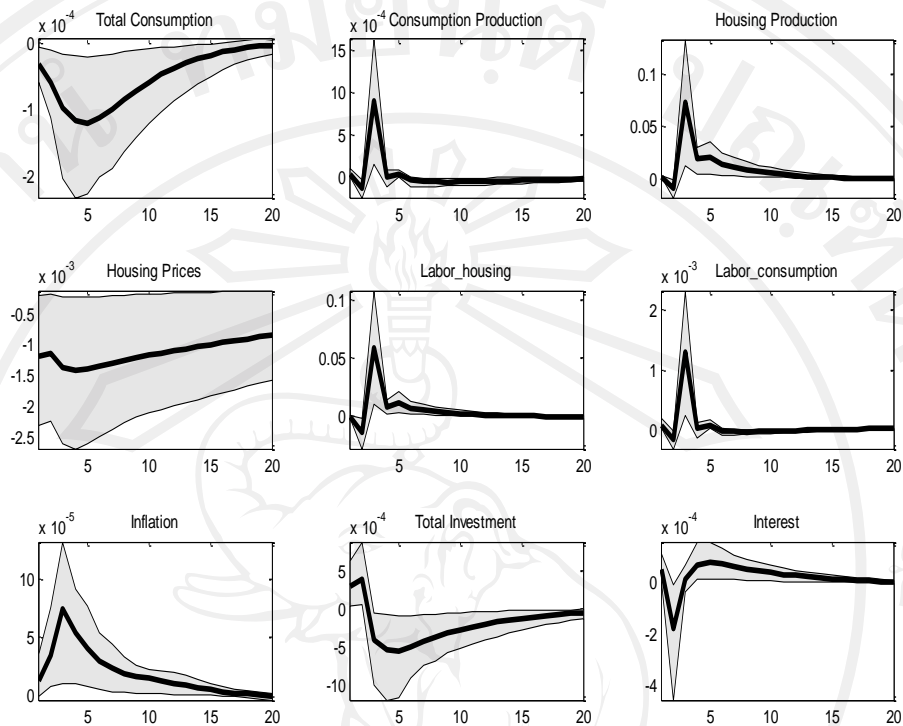 Total Consumption
x 10^-4
0
-1
-2
5 10 15 20
Consumption Production
x 10^-4
15
10
5
0
5 10 15 20
Housing Production
0.1
0.05
0
5 10 15 20
Housing Prices
x 10^-3
-0.5
-1
-1.5
-2
-2.5
5 10 15 20
Labor_housing
0.1
0.05
0
5 10 15 20
Labor_consumption
x 10^-3
2
1
0
5 10 15 20
Inflation
x 10^-5
10
5
0
5 10 15 20
Total Investment
x 10^-4
5
0
-5
-10
5 10 15 20
Interest
x 10^-4
0
-2
-4
5 10 15 20